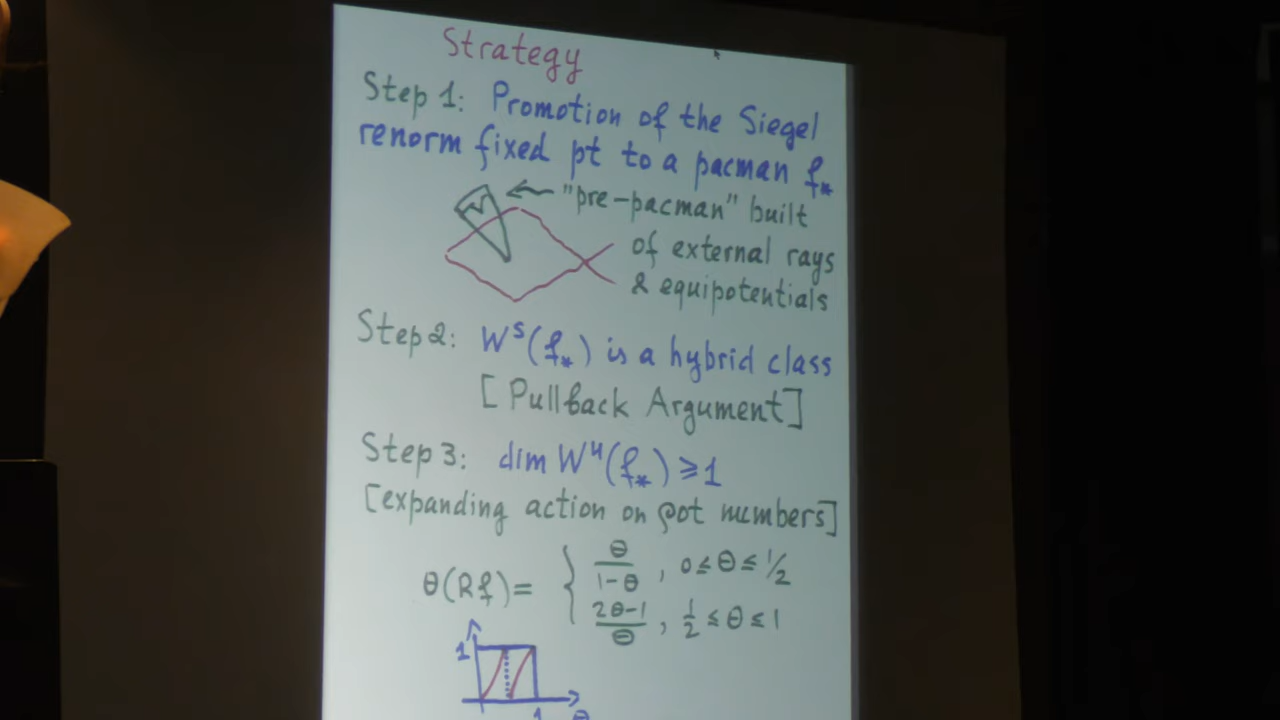 Strategy
Step 1: Promotion of the Siegel
renorm fixed pt to a pacman f*
← "pre-pacman" built
of external rays
& equipotentials
Step 2: Wˢ(f*) is a hybrid class
[Pullback Argument]
Step 3: dim Wᵘ(f*) ⩾ 1
[expanding action on rot numbers]
θ(Rf) = { θ/(1-θ), 0 ≤ θ ≤ 1/2
(2θ-1)/θ, 1/2 ≤ θ ≤ 1
1
1 θ